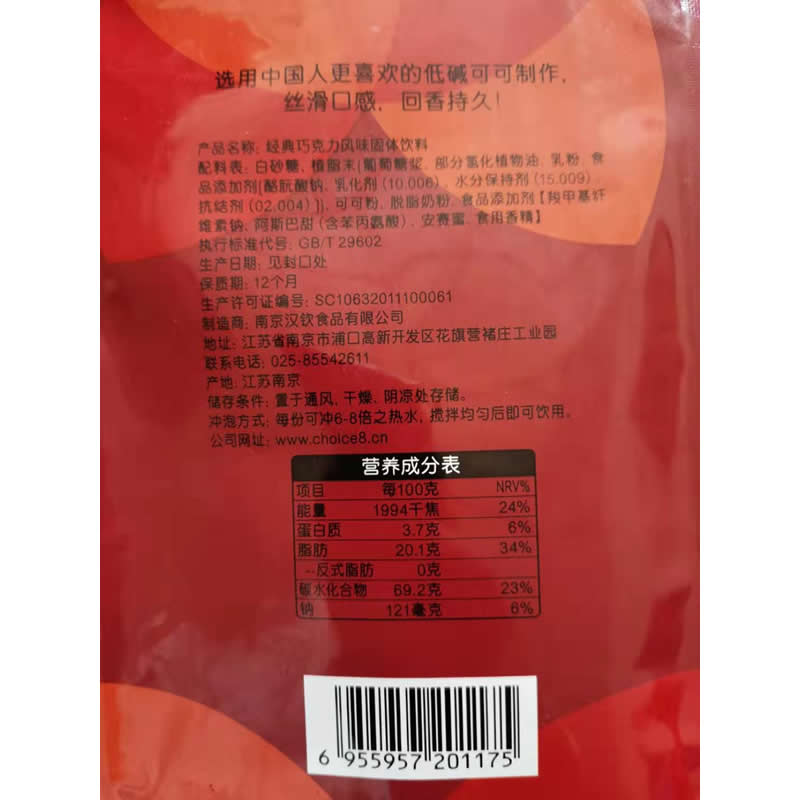 选用中国人更喜欢的低碱可可制作，
丝滑口感，回香持久！
产品名称: 经典巧克力风味固体饮料
配料表: 白砂糖, 植脂末(葡萄糖浆, 部分氢化植物油, 乳粉, 食
品添加剂[酪朊酸钠, 乳化剂 (10.006), 水分保持剂 (15.009),
抗结剂 (02.004) ]), 可可粉, 脱脂奶粉, 食品添加剂【羧甲基纤
维素钠, 阿斯巴甜 (含苯丙氨酸), 安赛蜜, 食用香精】
执行标准代号: GB/T 29602
生产日期: 见封口处
保质期: 12个月
生产许可证编号: SC10632011100061
制造商: 南京汉钦食品有限公司
地址: 江苏省南京市浦口高新开发区花旗营褚庄工业园
联系电话: 025-85542611
产地: 江苏南京
储存条件: 置于通风, 干燥, 阴凉处存储。
冲泡方式: 每份可冲6-8倍之热水, 搅拌均匀后即可饮用。
公司网址: www.choice8.cn
营养成分表
项目 每100克 NRV%
能量 1994千焦 24%
蛋白质 3.7克 6%
脂肪 20.1克 34%
--反式脂肪 0克
碳水化合物 69.2克 23%
钠 121毫克 6%
6 955957 201175